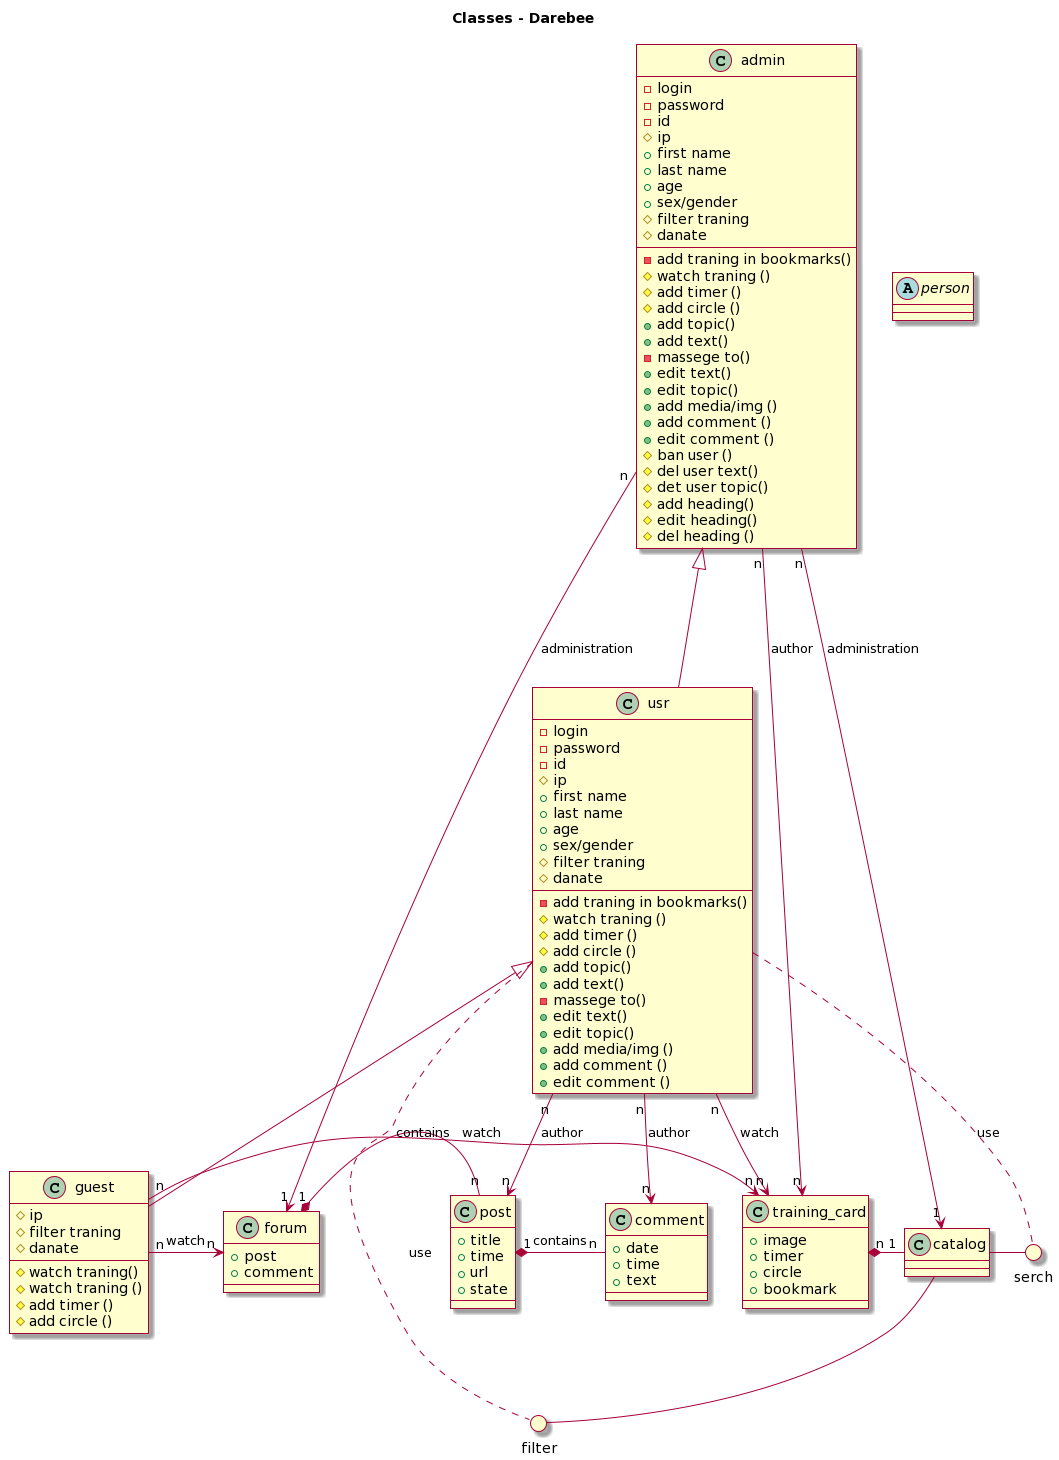 Classes - Darebee
C admin
login
password
id
ip
first name
last name
age
sex/gender
filter traning
danate
add traning in bookmarks()
watch traning ()
add timer ()
add circle ()
add topic()
add text()
massege to()
edit text()
edit topic()
add media/img ()
add comment ()
edit comment ()
ban user ()
del user text()
det user topic()
add heading()
edit heading()
del heading ()
A person
n
n
n
administration
author
administration
C usr
login
password
id
ip
first name
last name
age
sex/gender
filter traning
danate
add traning in bookmarks()
watch traning ()
add timer ()
add circle ()
add topic()
add text()
massege to()
edit text()
edit topic()
add media/img ()
add comment ()
edit comment ()
n
n
n
contains
watch
author
author
watch
use
n
1
1
n
n
n
n
n
n
1
C guest
ip
filter traning
danate
watch traning()
watch traning ()
add timer ()
add circle ()
n
watch
n
C forum
post
comment
use
C post
title
time
url
state
1
contains
n
C comment
date
time
text
C training_card
image
timer
circle
bookmark
n
1
C catalog
serch
filter